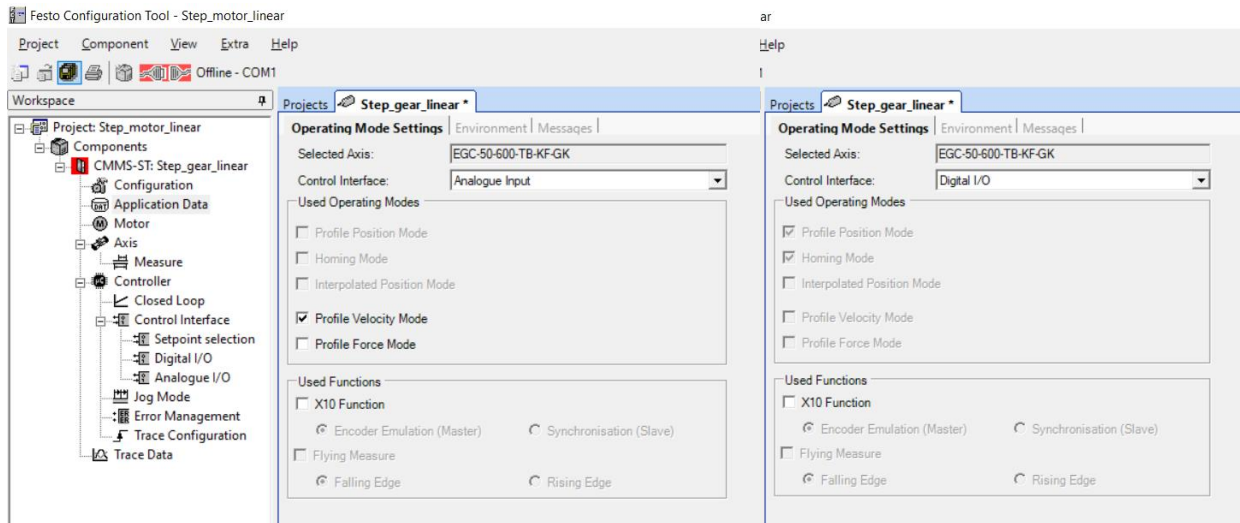 Festo Configuration Tool - Step_motor_linear
Project Component View Extra Help
Offline - COM1
Workspace
Project: Step_motor_linear
Components
CMMS-ST: Step_gear_linear
Configuration
Application Data
Motor
Axis
Measure
Controller
Closed Loop
Control Interface
Setpoint selection
Digital I/O
Analogue I/O
Jog Mode
Error Management
Trace Configuration
Trace Data
Projects Step_gear_linear *
Operating Mode Settings Environment Messages
Selected Axis: EGC-50-600-TB-KF-GK
Control Interface: Analogue Input
Used Operating Modes
Profile Position Mode
Homing Mode
Interpolated Position Mode
Profile Velocity Mode
Profile Force Mode
Used Functions
X10 Function
Encoder Emulation (Master) Synchronisation (Slave)
Flying Measure
Falling Edge Rising Edge
ar
Help
Projects Step_gear_linear *
Operating Mode Settings Environment Messages
Selected Axis: EGC-50-600-TB-KF-GK
Control Interface: Digital I/O
Used Operating Modes
Profile Position Mode
Homing Mode
Interpolated Position Mode
Profile Velocity Mode
Profile Force Mode
Used Functions
X10 Function
Encoder Emulation (Master) Synchronisation (Slave)
Flying Measure
Falling Edge Rising Edge